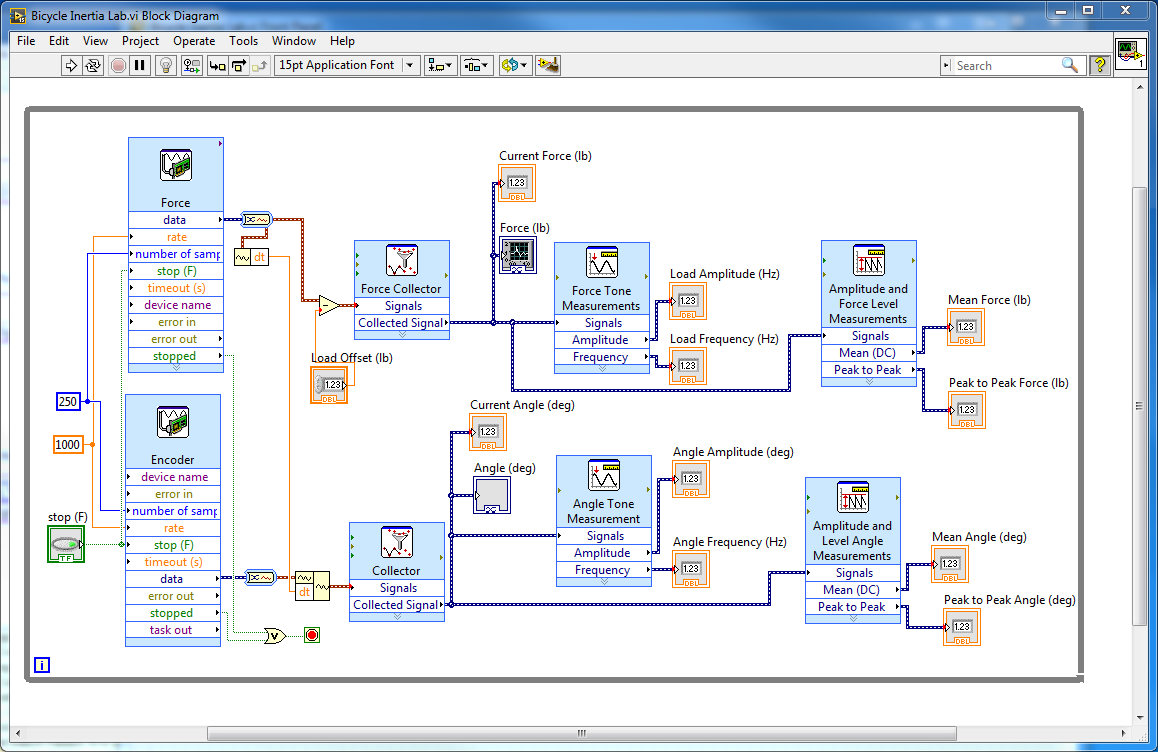 Bicycle Inertia Lab.vi Block Diagram
File Edit View Project Operate Tools Window Help
15pt Application Font
Search
?
1
Force
data
rate
number of samp
stop (F)
timeout (s)
device name
error in
error out
stopped
dt
250
1000
stop (F)
TF
Encoder
device name
error in
number of samp
rate
stop (F)
timeout (s)
data
error out
stopped
task out
dt
V
i
Load Offset (lb)
1.23
DBL
Force Collector
Signals
Collected Signal
Current Force (lb)
1.23
DBL
Force (lb)
Force Tone
Measurements
Signals
Amplitude
Frequency
Load Amplitude (Hz)
1.23
DBL
Load Frequency (Hz)
1.23
DBL
Amplitude and
Force Level
Measurements
Signals
Mean (DC)
Peak to Peak
Mean Force (lb)
1.23
DBL
Peak to Peak Force (lb)
1.23
DBL
Collector
Signals
Collected Signal
Current Angle (deg)
1.23
DBL
Angle (deg)
Angle Tone
Measurement
Signals
Amplitude
Frequency
Angle Amplitude (deg)
1.23
DBL
Angle Frequency (Hz)
1.23
DBL
Amplitude and
Level Angle
Measurements
Signals
Mean (DC)
Peak to Peak
Mean Angle (deg)
1.23
DBL
Peak to Peak Angle (deg)
1.23
DBL